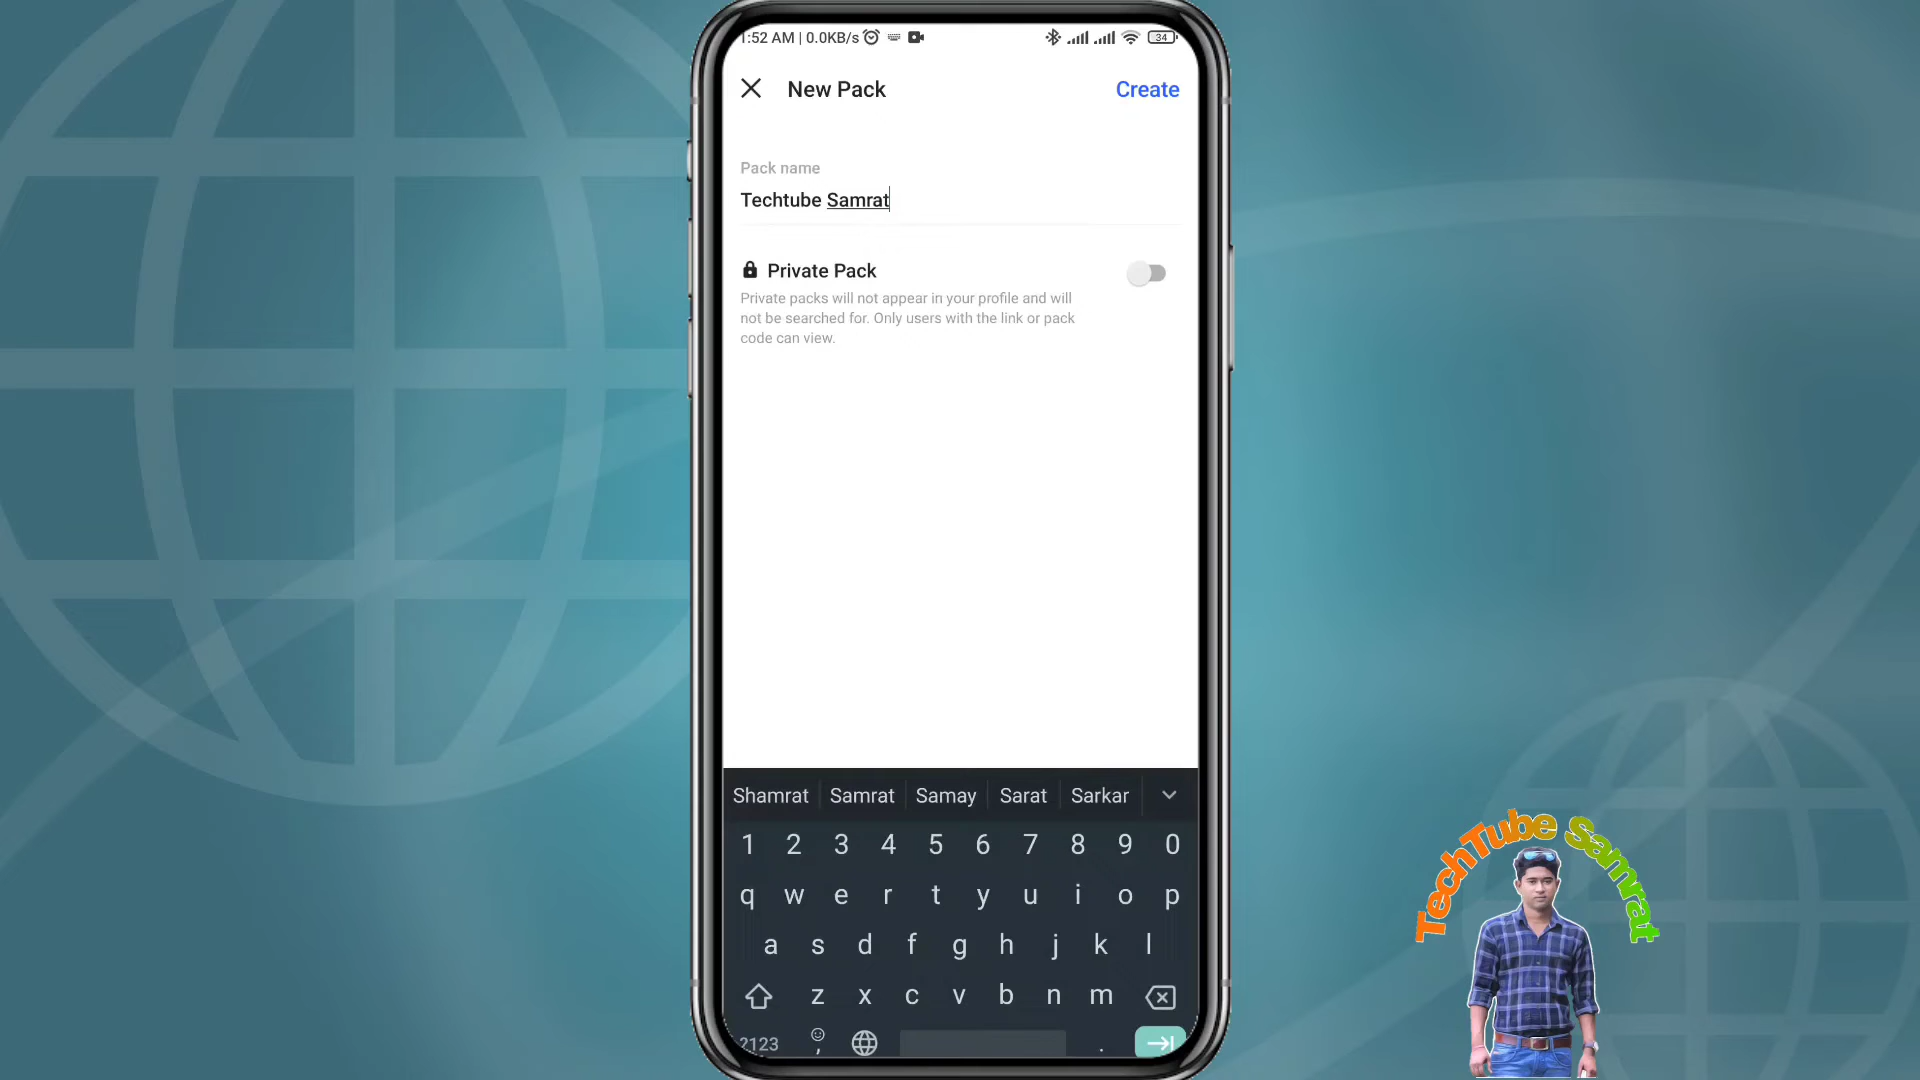 1:52 AM | 0.0KB/s
34
New Pack
Create
Pack name
Techtube Samrat
Private Pack
Private packs will not appear in your profile and will
not be searched for. Only users with the link or pack
code can view.
Shamrat Samrat Samay Sarat Sarkar
1 2 3 4 5 6 7 8 9 0
q w e r t y u i o p
a s d f g h j k l
z x c v b n m
?123 , .
TechTube Samrat